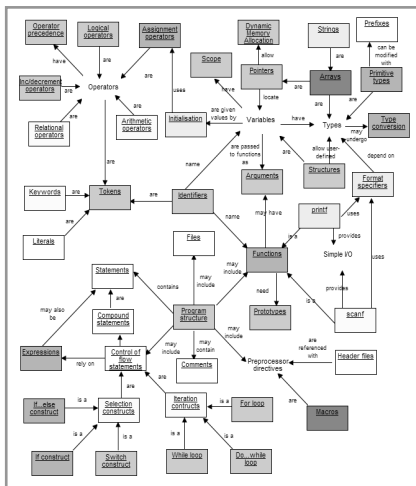 Operator
precedence
Logical
operators
Assignment
operators
Dynamic
Memory
Allocation
Strings
Prefixes
have
are
are
allow
are
can be
modified
with
Scope
Pointers
Arrays
Primitive
types
Inc/decrement
operators
are
Operators
uses
have
are
locate
are
are
Relational
operators
are
are
Arithmetic
operators
Initialisation
are given
values by
Variables
have
Types
may
undergo
Type
conversion
are
name
are passed
to functions
as
are
allow user-
defined
depend on
Keywords
are
Tokens
are
Identifiers
Arguments
Structures
Format
specifiers
are
Literals
name
may have
printf
uses
is a
provides
Files
Functions
Simple I/O
uses
Statements
contains
may
include
may
include
need
provides
are
may also
be
Compound
statements
Program
structure
Prototypes
is a
scanf
are
may
include
may
contain
may
include
are
referenced
with
Expressions
rely on
Control of
flow
statements
Comments
Preprocessor
directives
Header files
are
are
are
If...else
construct
is a
Selection
constructs
Iteration
contructs
is a
For loop
Macros
is a
is a
is a
is a
If construct
Switch
construct
While loop
Do...while
loop